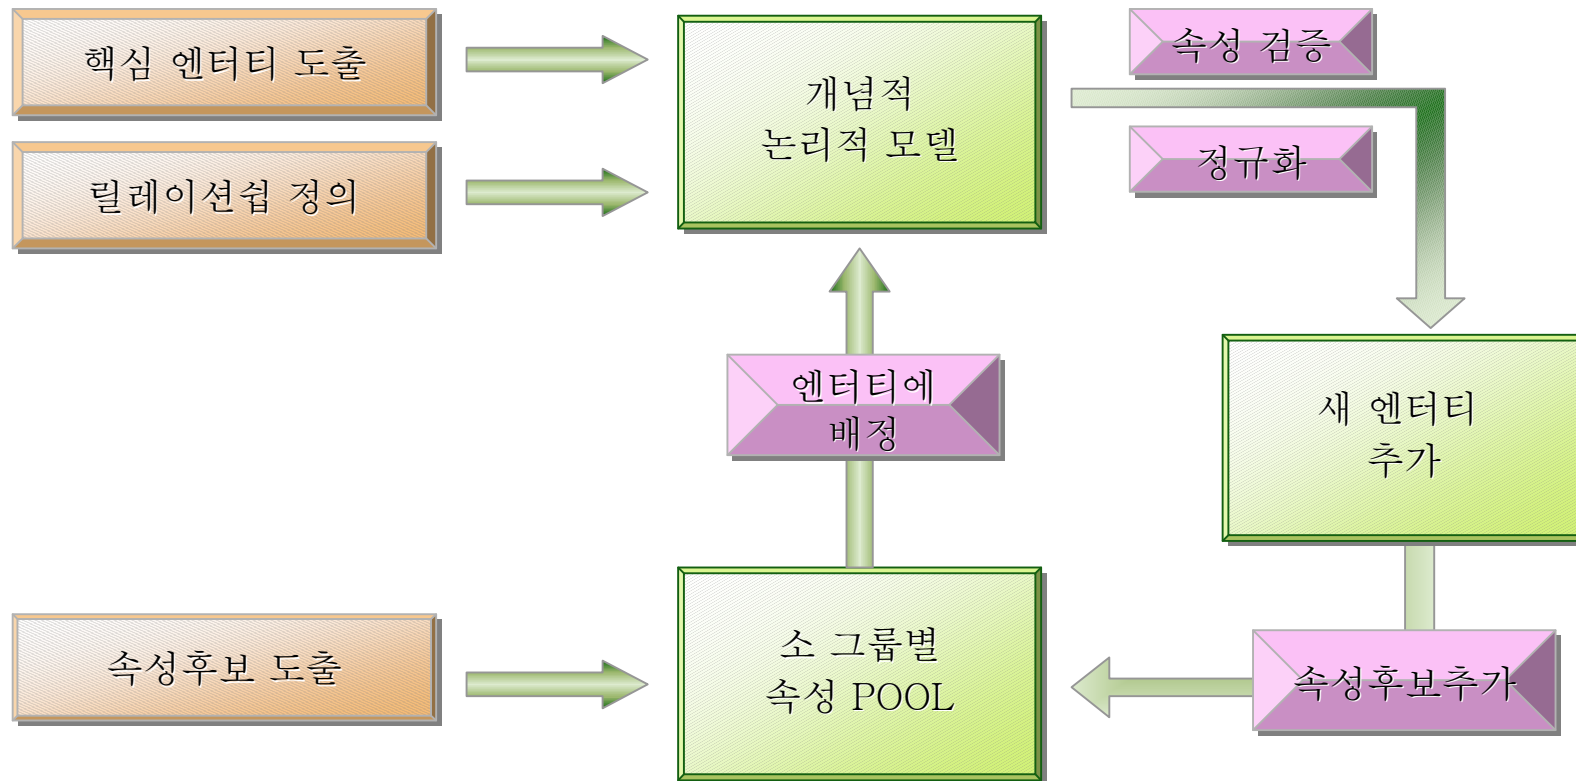 핵심 엔터티 도출
릴레이션쉽 정의
개념적
논리적 모델
속성 검증
정규화
엔터티에
배정
새 엔터티
추가
속성후보 도출
소 그룹별
속성 POOL
속성후보추가